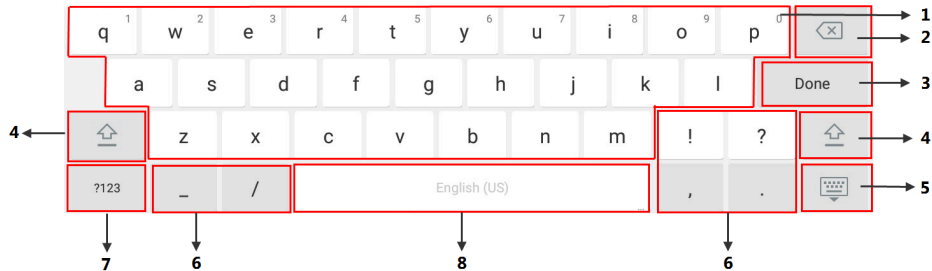 1 2 3 4 5 6 7 8 9 0 1
q w e r t y u i o p 2
a s d f g h j k l Done 3
4 z x c v b n m ! ? 4
?123 _ / English (US) , . 5
7 6 8 6